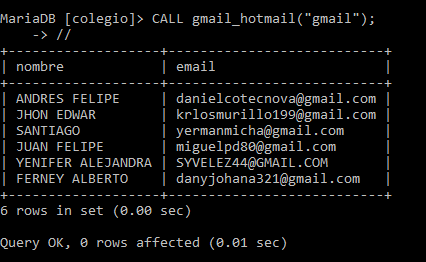 MariaDB [colegio]> CALL gmail_hotmail("gmail");
    -> //
+-------------------+---------------------------+
| nombre            | email                     |
+-------------------+---------------------------+
| ANDRES FELIPE     | danielcotecnova@gmail.com |
| JHON EDWAR        | krlosmurillo199@gmail.com |
| SANTIAGO          | yermanmicha@gmail.com     |
| JUAN FELIPE       | miguelpd80@gmail.com      |
| YENIFER ALEJANDRA | SYVELEZ44@GMAIL.COM       |
| FERNEY ALBERTO    | danyjohana321@gmail.com   |
+-------------------+---------------------------+
6 rows in set (0.00 sec)

Query OK, 0 rows affected (0.01 sec)